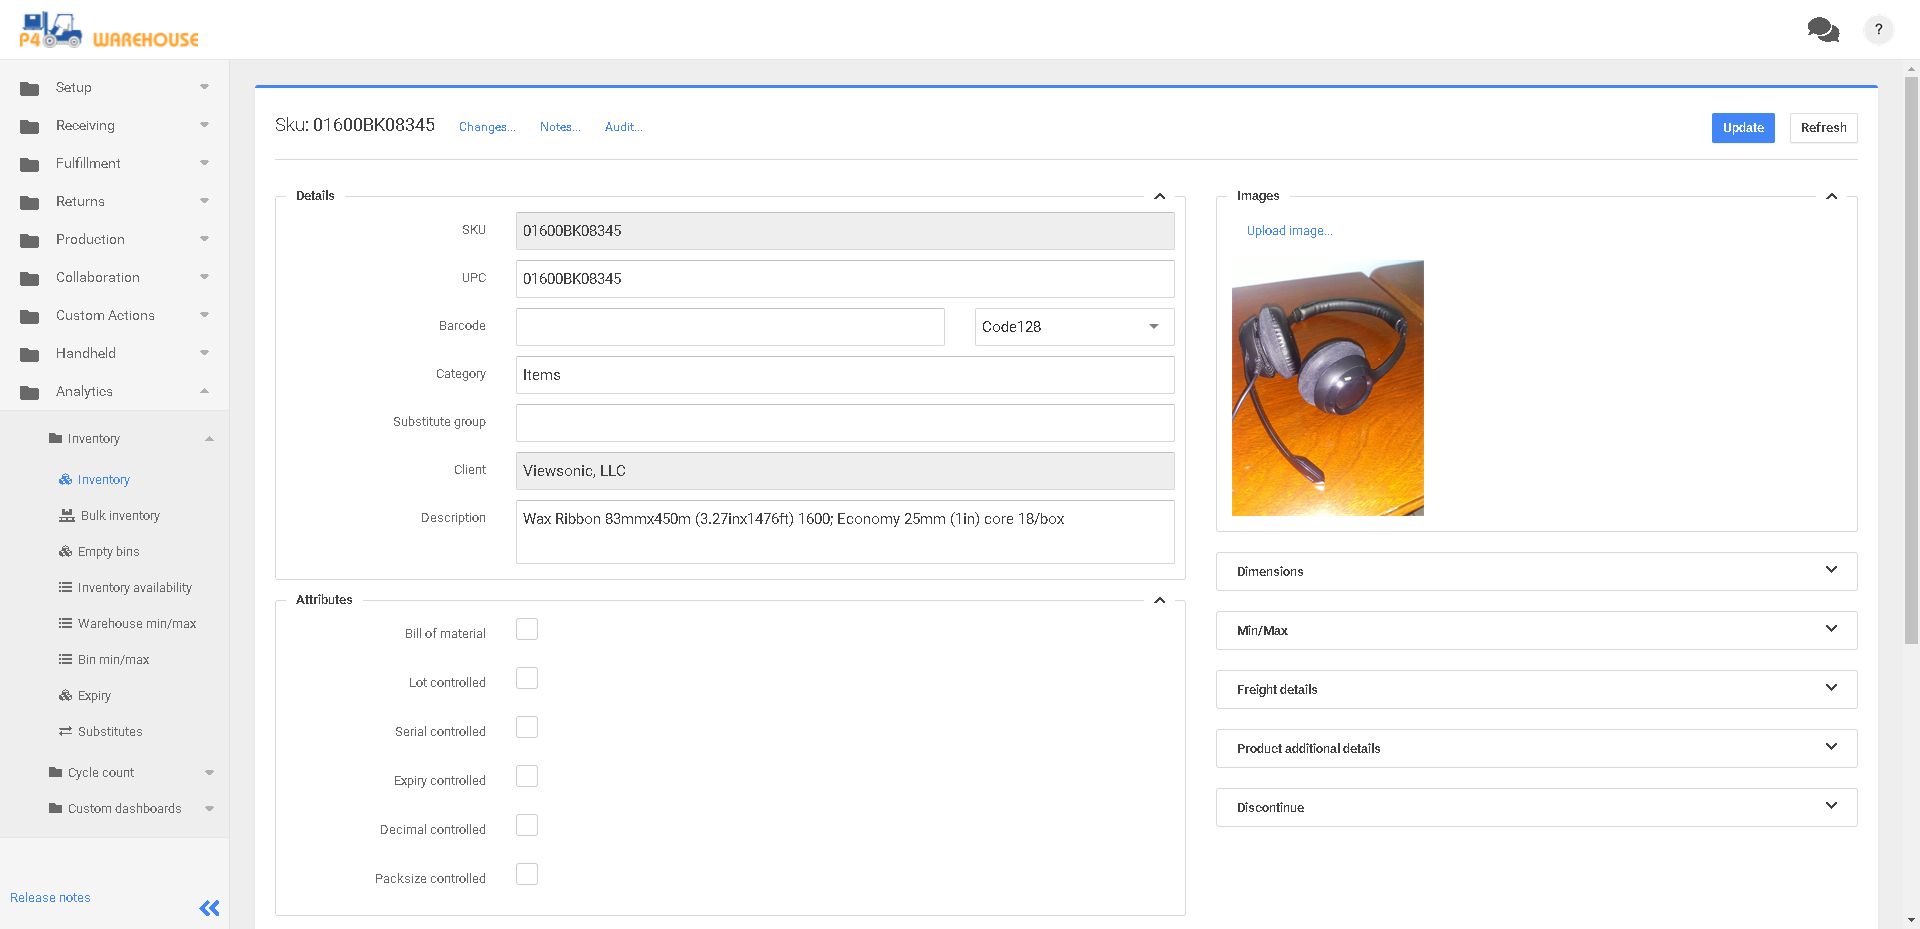 P4 WAREHOUSE
?
Setup
Receiving
Fulfillment
Returns
Production
Collaboration
Custom Actions
Handheld
Analytics
Inventory
Inventory
Bulk inventory
Empty bins
Inventory availability
Warehouse min/max
Bin min/max
Expiry
Substitutes
Cycle count
Custom dashboards
Release notes
Sku: 01600BK08345 Changes... Notes... Audit...
Update Refresh
Details
SKU 01600BK08345
UPC 01600BK08345
Barcode Code128
Category Items
Substitute group
Client Viewsonic, LLC
Description Wax Ribbon 83mmx450m (3.27inx1476ft) 1600; Economy 25mm (1in) core 18/box
Attributes
Bill of material
Lot controlled
Serial controlled
Expiry controlled
Decimal controlled
Packsize controlled
Images
Upload image...
Dimensions
Min/Max
Freight details
Product additional details
Discontinue